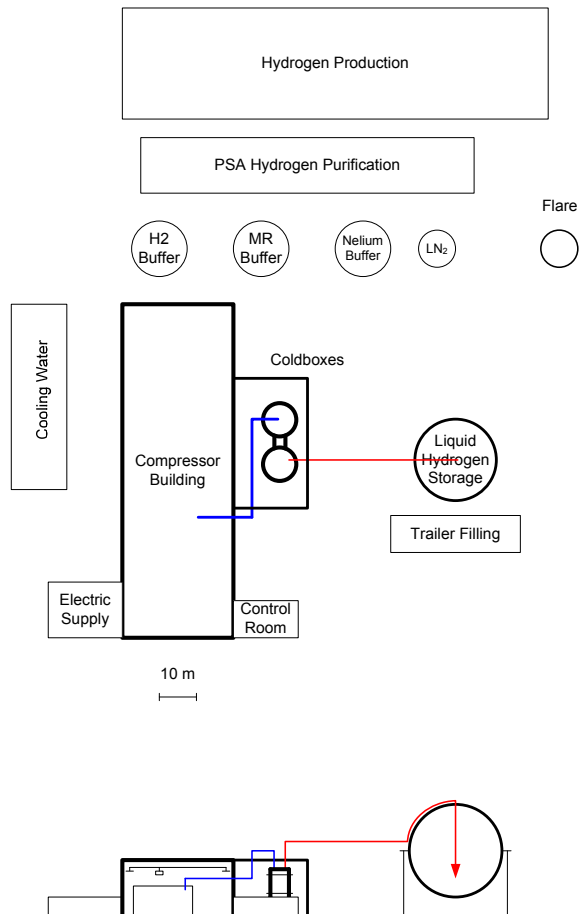 Hydrogen Production
PSA Hydrogen Purification
Flare
H2
Buffer
MR
Buffer
Nelium
Buffer
LN₂
Cooling Water
Coldboxes
Compressor
Building
Liquid
Hydrogen
Storage
Trailer Filling
Electric
Supply
Control
Room
10 m